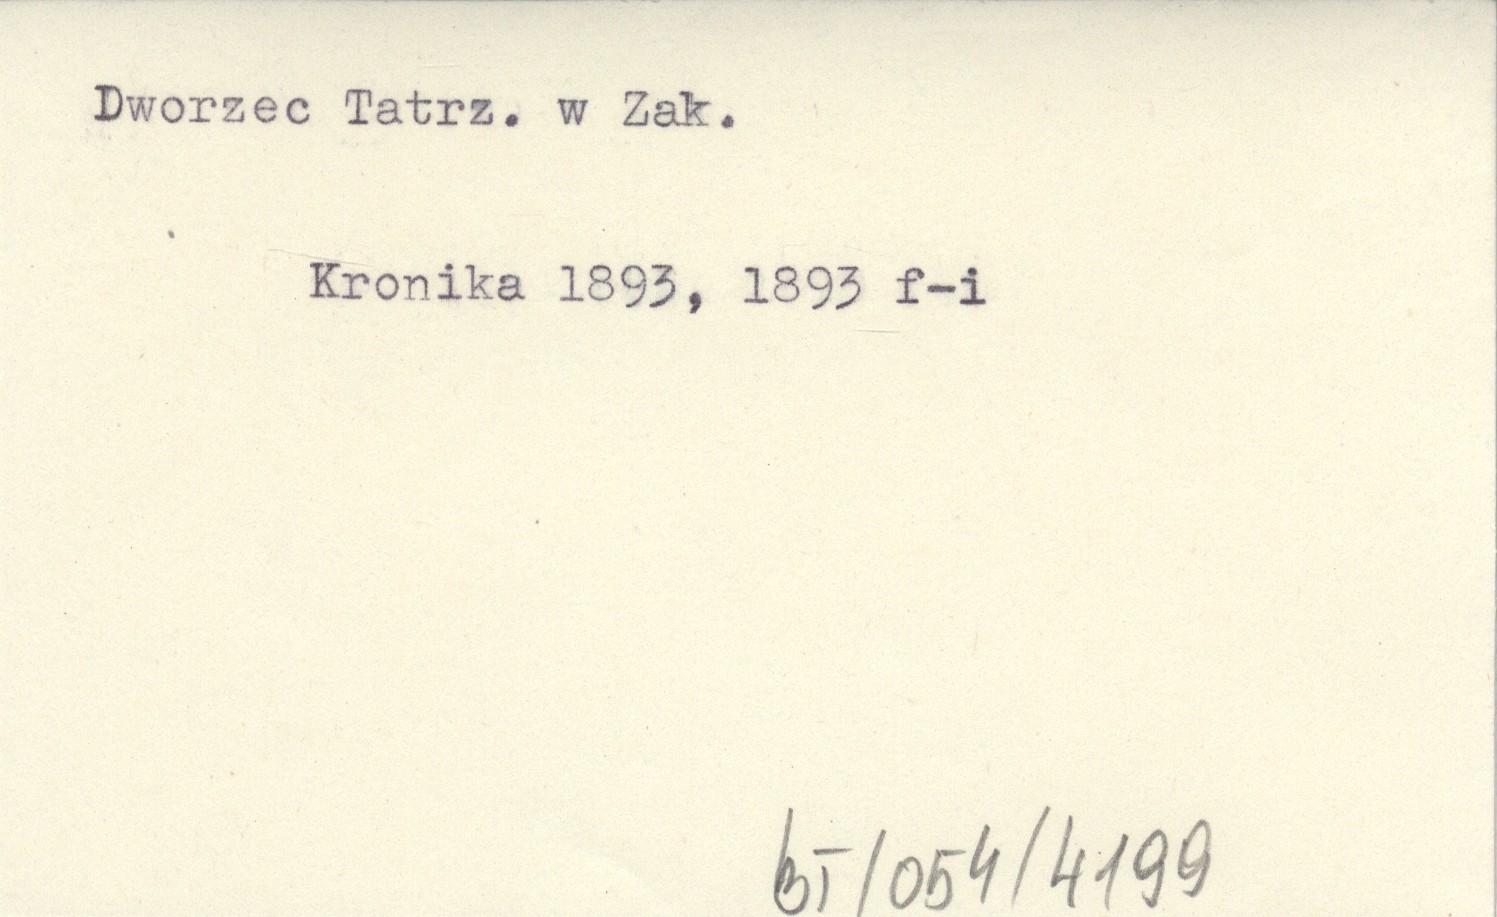 Dworzec Tatrz. w Zak.
Kronika 1893, 1893 f-i
BT/054/4199